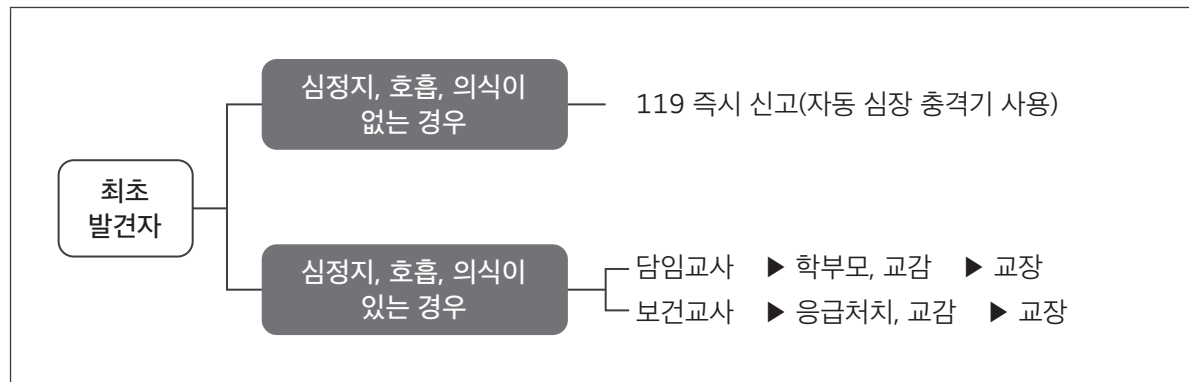 심정지, 호흡, 의식이
없는 경우
119 즉시 신고(자동 심장 충격기 사용)
최초
발견자
심정지, 호흡, 의식이
있는 경우
담임교사 ▶ 학부모, 교감 ▶ 교장
보건교사 ▶ 응급처치, 교감 ▶ 교장